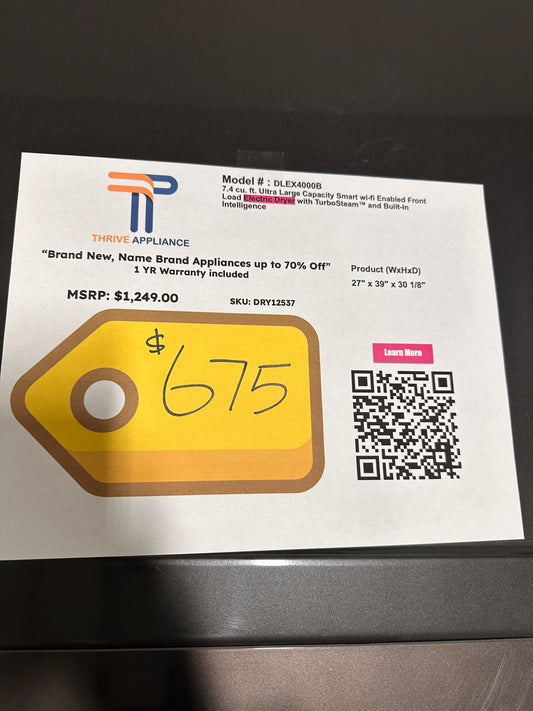 Model # : DLEX4000B
7.4 cu. ft. Ultra Large Capacity Smart wi-fi Enabled Front
Load Electric Dryer with TurboSteam™ and Built-In
Intelligence
THRIVE APPLIANCE
“Brand New, Name Brand Appliances up to 70% Off”
1 YR Warranty included
MSRP: $1,249.00
SKU: DRY12537
Product (WxHxD)
27" x 39" x 30 1/8"
$675
Learn More